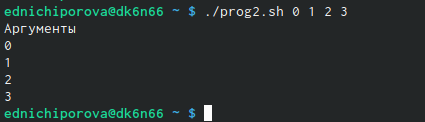 ednichiporova@dk6n66 ~ $ ./prog2.sh 0 1 2 3
Аргументы
0
1
2
3
ednichiporova@dk6n66 ~ $